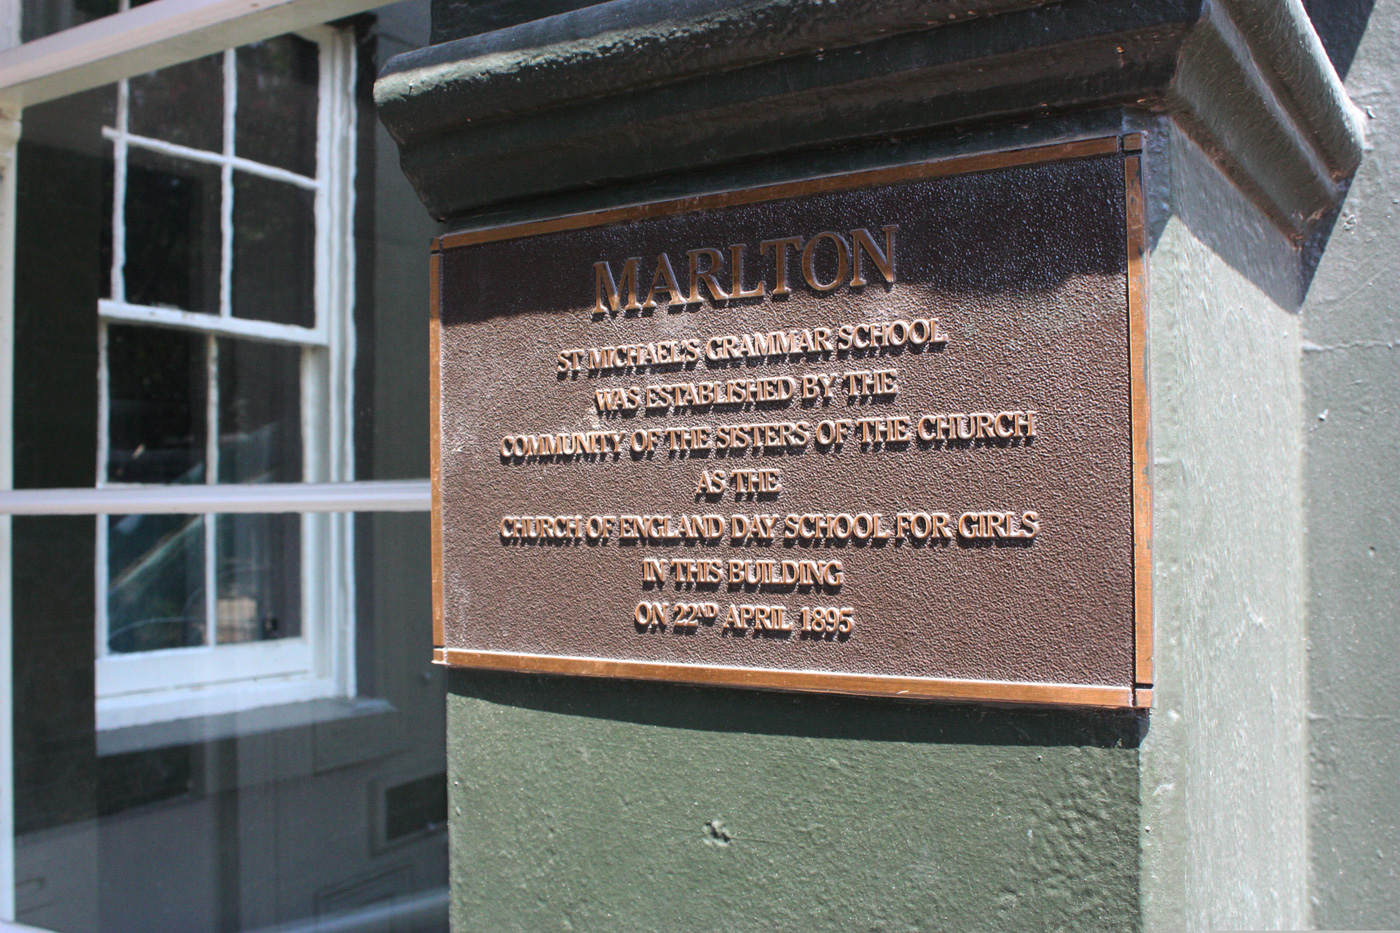 MARLTON
ST MICHAEL'S GRAMMAR SCHOOL
WAS ESTABLISHED BY THE
COMMUNITY OF THE SISTERS OF THE CHURCH
AS THE
CHURCH OF ENGLAND DAY SCHOOL FOR GIRLS
IN THIS BUILDING
ON 22ND APRIL 1895